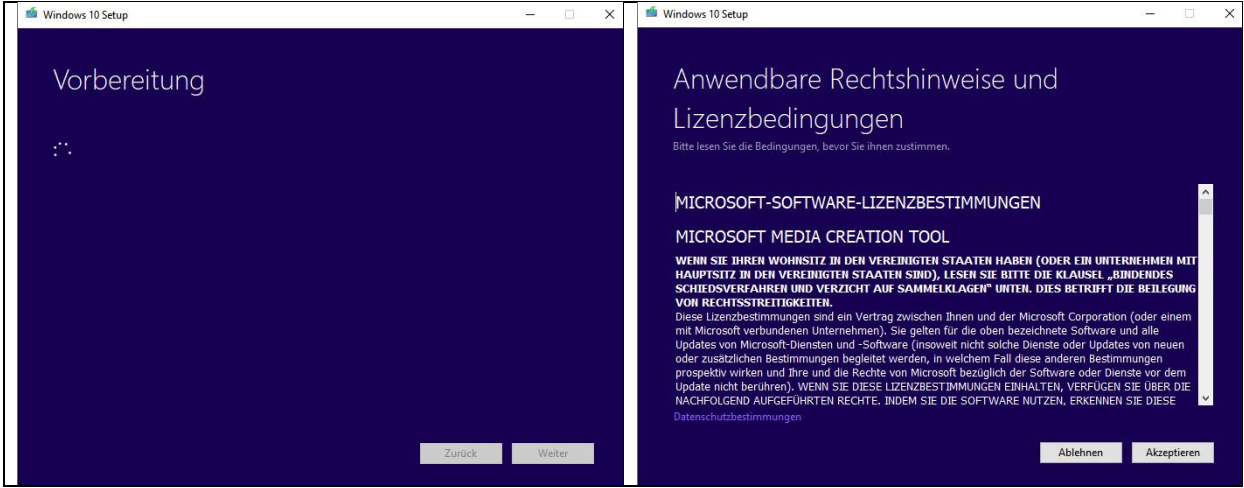 Windows 10 Setup
Vorbereitung
Zurück
Weiter
Windows 10 Setup
Anwendbare Rechtshinweise und
Lizenzbedingungen
Bitte lesen Sie die Bedingungen, bevor Sie ihnen zustimmen.
MICROSOFT-SOFTWARE-LIZENZBESTIMMUNGEN
MICROSOFT MEDIA CREATION TOOL
WENN SIE IHREN WOHNSITZ IN DEN VEREINIGTEN STAATEN HABEN (ODER EIN UNTERNEHMEN MIT
HAUPTSITZ IN DEN VEREINIGTEN STAATEN SIND), LESEN SIE BITTE DIE KLAUSEL „BINDENDES
SCHIEDSVERFAHREN UND VERZICHT AUF SAMMELKLAGEN“ UNTEN. DIES BETRIFFT DIE BEILEGUNG
VON RECHTSSTREITIGKEITEN.
Diese Lizenzbestimmungen sind ein Vertrag zwischen Ihnen und der Microsoft Corporation (oder einem
mit Microsoft verbundenen Unternehmen). Sie gelten für die oben bezeichnete Software und alle
Updates von Microsoft-Diensten und -Software (insoweit nicht solche Dienste oder Updates von neuen
oder zusätzlichen Bestimmungen begleitet werden, in welchem Fall diese anderen Bestimmungen
prospektiv wirken und Ihre und die Rechte von Microsoft bezüglich der Software oder Dienste vor dem
Update nicht berühren). WENN SIE DIESE LIZENZBESTIMMUNGEN EINHALTEN, VERFÜGEN SIE ÜBER DIE
NACHFOLGEND AUFGEFÜHRTEN RECHTE. INDEM SIE DIE SOFTWARE NUTZEN, ERKENNEN SIE DIESE
Datenschutzbestimmungen
Ablehnen
Akzeptieren